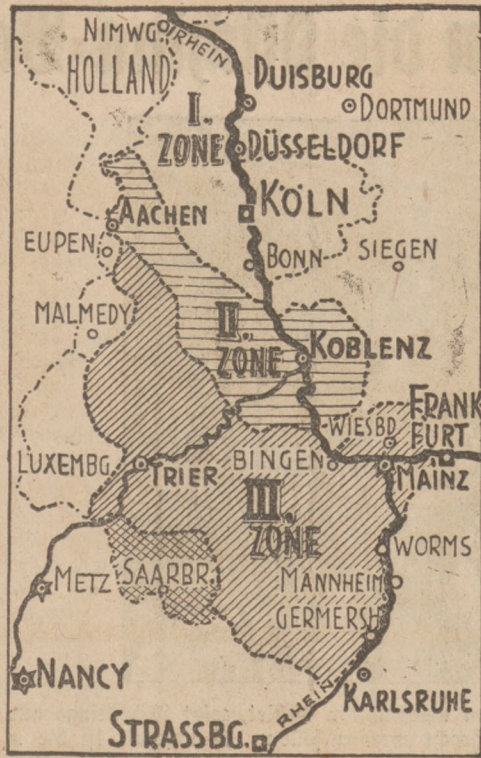 NIMWG.
RHEIN
HOLLAND
DUISBURG
DORTMUND
I.
ZONE
DÜSSELDORF
KÖLN
AACHEN
EUPEN
BONN
SIEGEN
MALMEDY
II.
ZONE
KOBLENZ
FRANK
FURT
WIESBD.
LUXEMBG.
TRIER
BINGEN
MAINZ
III.
ZONE
WORMS
METZ
SAARBR.
MANNHEIM
GERMERSH.
NANCY
RHEIN
KARLSRUHE
STRASSBG.